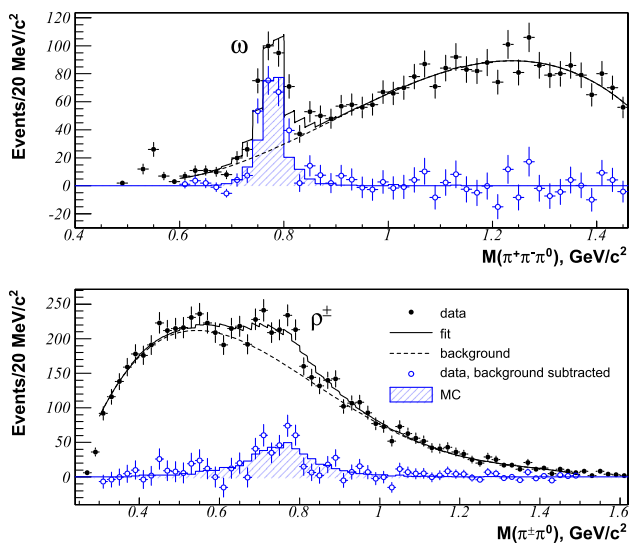 Events/20 MeV/c²
120
100
80
60
40
20
0
-20
ω
0.4
0.6
0.8
1
1.2
1.4
M(π⁺π⁻π⁰), GeV/c²
Events/20 MeV/c²
250
200
150
100
50
0
ρ±
data
fit
background
data, background subtracted
MC
0.4
0.6
0.8
1
1.2
1.4
1.6
M(π±π⁰), GeV/c²